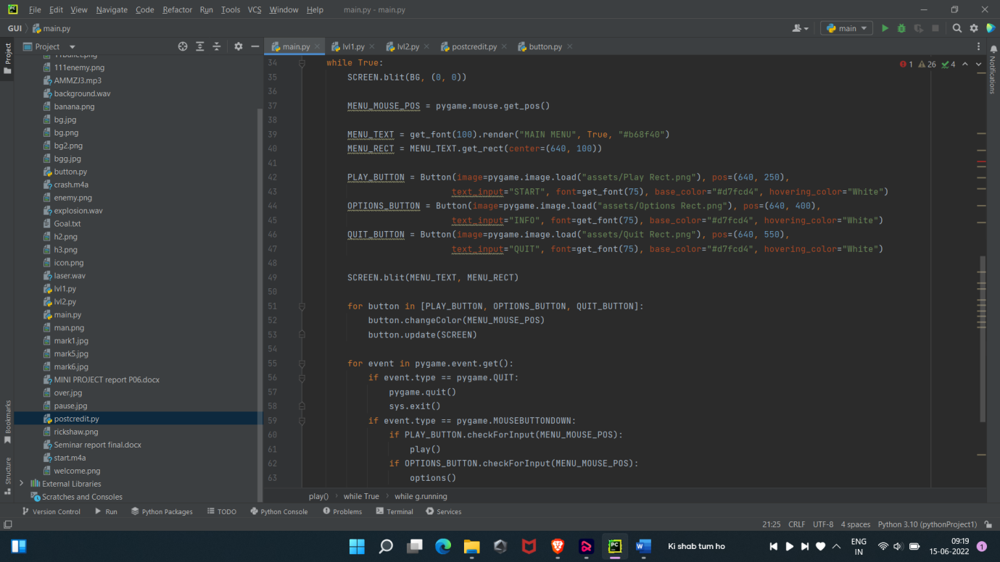 File Edit View Navigate Code Refactor Run Tools VCS Window Help main.py - main.py
GUI main.py main
Project
main.py lvl1.py lvl2.py postcredit.py button.py
Project
Bookmarks
Structure
Notifications
11bullet.png
111enemy.png
AMMZJ3.mp3
background.wav
banana.png
bg.jpg
bg.png
bg2.png
bgg.jpg
button.py
crash.m4a
enemy.png
explosion.wav
Goal.txt
h2.png
h3.png
icon.png
laser.wav
lvl1.py
lvl2.py
main.py
man.png
mark1.jpg
mark5.jpg
mark6.jpg
MINI PROJECT report P06.docx
over.jpg
pause.jpg
postcredit.py
rickshaw.png
Seminar report final.docx
start.m4a
welcome.png
External Libraries
Scratches and Consoles
1 26 4
34 while True:
35 SCREEN.blit(BG, (0, 0))
36
37 MENU_MOUSE_POS = pygame.mouse.get_pos()
38
39 MENU_TEXT = get_font(100).render("MAIN MENU", True, "#b68f40")
40 MENU_RECT = MENU_TEXT.get_rect(center=(640, 100))
41
42 PLAY_BUTTON = Button(image=pygame.image.load("assets/Play Rect.png"), pos=(640, 250),
43 text_input="START", font=get_font(75), base_color="#d7fcd4", hovering_color="White")
44 OPTIONS_BUTTON = Button(image=pygame.image.load("assets/Options Rect.png"), pos=(640, 400),
45 text_input="INFO", font=get_font(75), base_color="#d7fcd4", hovering_color="White")
46 QUIT_BUTTON = Button(image=pygame.image.load("assets/Quit Rect.png"), pos=(640, 550),
47 text_input="QUIT", font=get_font(75), base_color="#d7fcd4", hovering_color="White")
48
49 SCREEN.blit(MENU_TEXT, MENU_RECT)
50
51 for button in [PLAY_BUTTON, OPTIONS_BUTTON, QUIT_BUTTON]:
52 button.changeColor(MENU_MOUSE_POS)
53 button.update(SCREEN)
54
55 for event in pygame.event.get():
56 if event.type == pygame.QUIT:
57 pygame.quit()
58 sys.exit()
59 if event.type == pygame.MOUSEBUTTONDOWN:
60 if PLAY_BUTTON.checkForInput(MENU_MOUSE_POS):
61 play()
62 if OPTIONS_BUTTON.checkForInput(MENU_MOUSE_POS):
63 options()
play() while True while g.running
Version Control Run Python Packages TODO Python Console Problems Terminal Services
21:25 CRLF UTF-8 4 spaces Python 3.10 (pythonProject1)
Ki shab tum ho
ENG
IN
09:19
15-06-2022
1